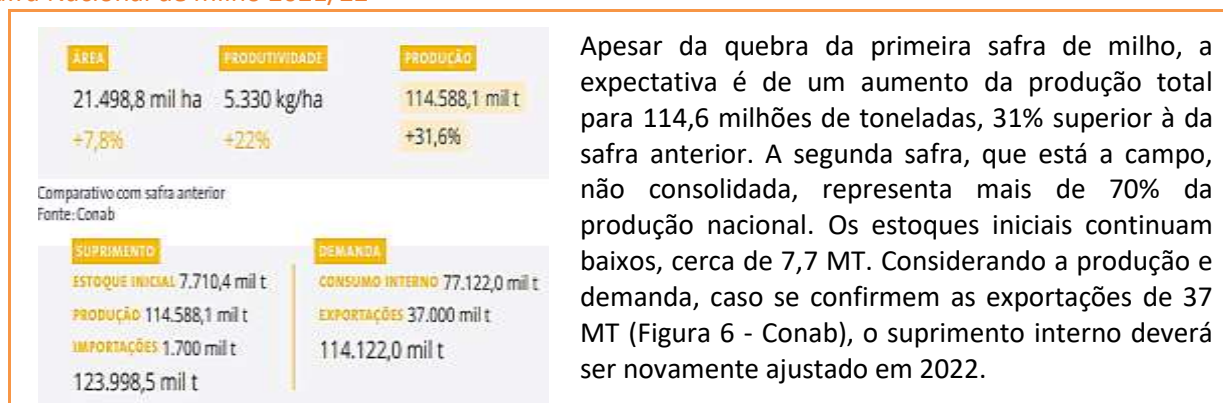 ÁREA
PRODUTIVIDADE
PRODUÇÃO
21.498,8 mil ha
5.330 kg/ha
114.588,1 mil t
+7,8%
+22%
+31,6%
Comparativo com safra anterior
Fonte: Conab
SUPRIMENTO
ESTOQUE INICIAL 7.710,4 mil t
PRODUÇÃO 114.588,1 mil t
IMPORTAÇÕES 1.700 mil t
123.998,5 mil t
DEMANDA
CONSUMO INTERNO 77.122,0 mil t
EXPORTAÇÕES 37.000 mil t
114.122,0 mil t
Apesar da quebra da primeira safra de milho, a
expectativa é de um aumento da produção total
para 114,6 milhões de toneladas, 31% superior à da
safra anterior. A segunda safra, que está a campo,
não consolidada, representa mais de 70% da
produção nacional. Os estoques iniciais continuam
baixos, cerca de 7,7 MT. Considerando a produção e
demanda, caso se confirmem as exportações de 37
MT (Figura 6 - Conab), o suprimento interno deverá
ser novamente ajustado em 2022.